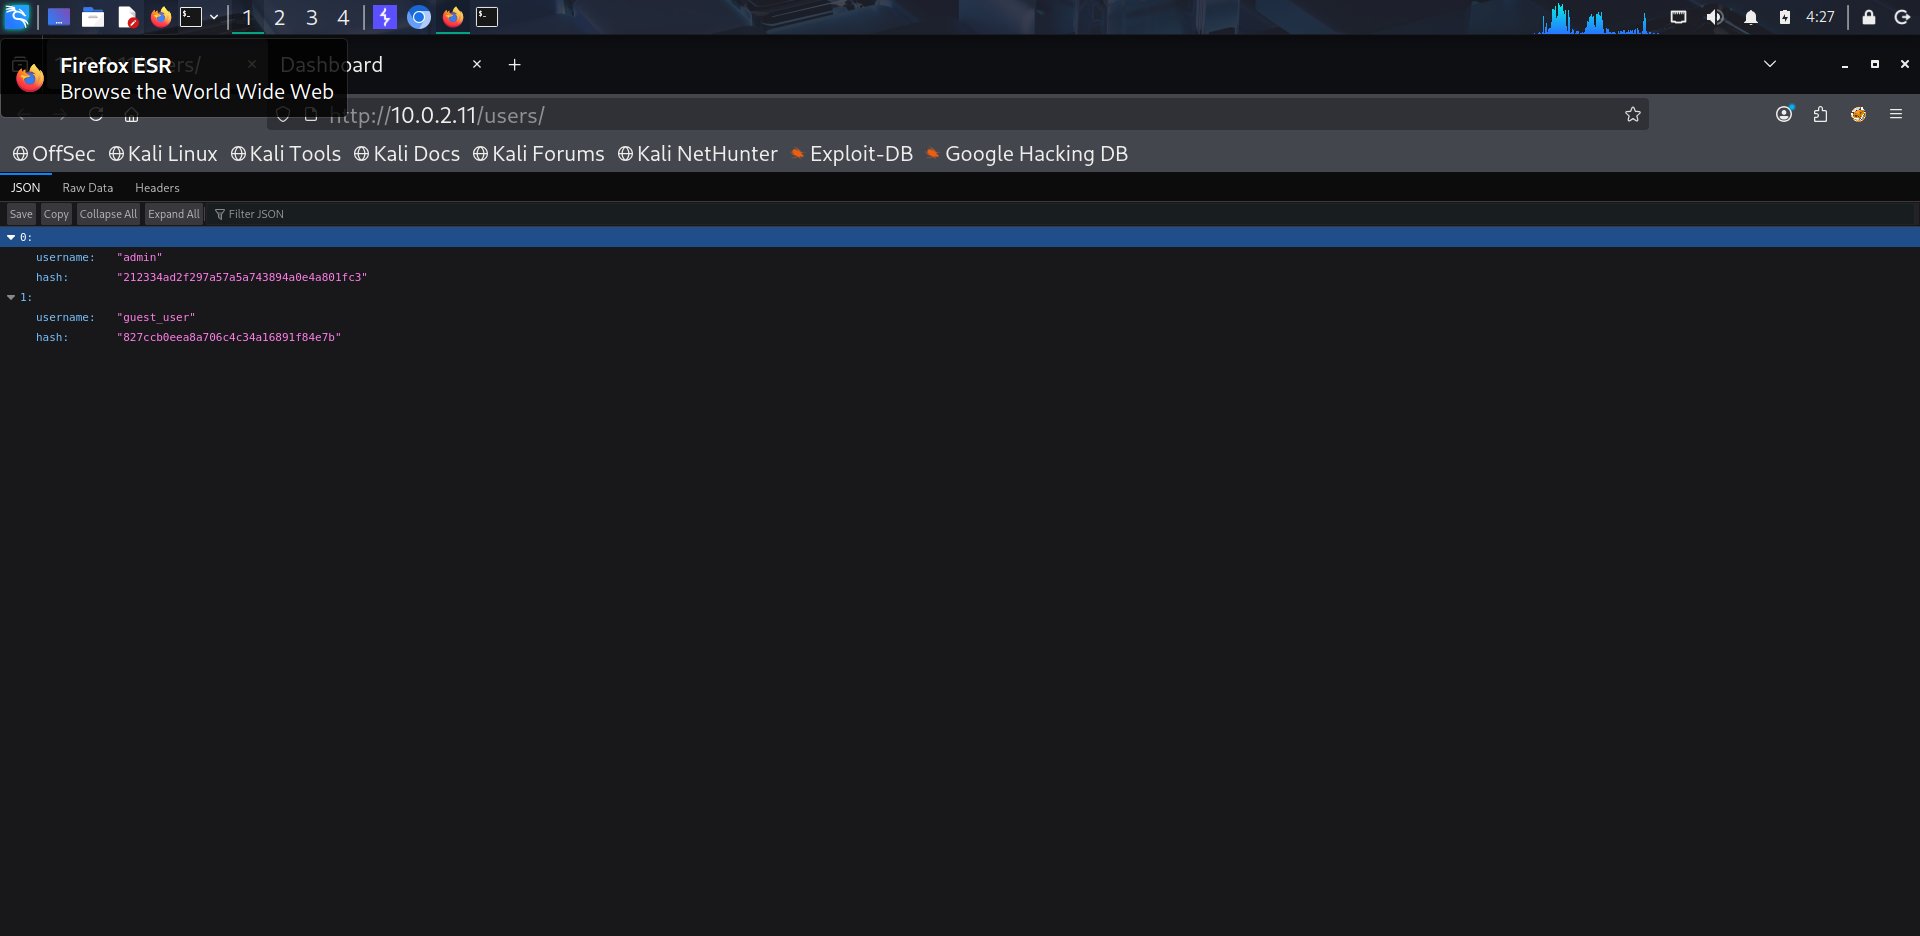 1 2 3 4 4:27
Firefox ESR
Browse the World Wide Web
Dashboard
http://10.0.2.11/users/
OffSec Kali Linux Kali Tools Kali Docs Kali Forums Kali NetHunter Exploit-DB Google Hacking DB
JSON Raw Data Headers
Save Copy Collapse All Expand All Filter JSON
0:
username: "admin"
hash: "212334ad2f297a57a5a743894a0e4a801fc3"
1:
username: "guest_user"
hash: "827ccb0eea8a706c4c34a16891f84e7b"